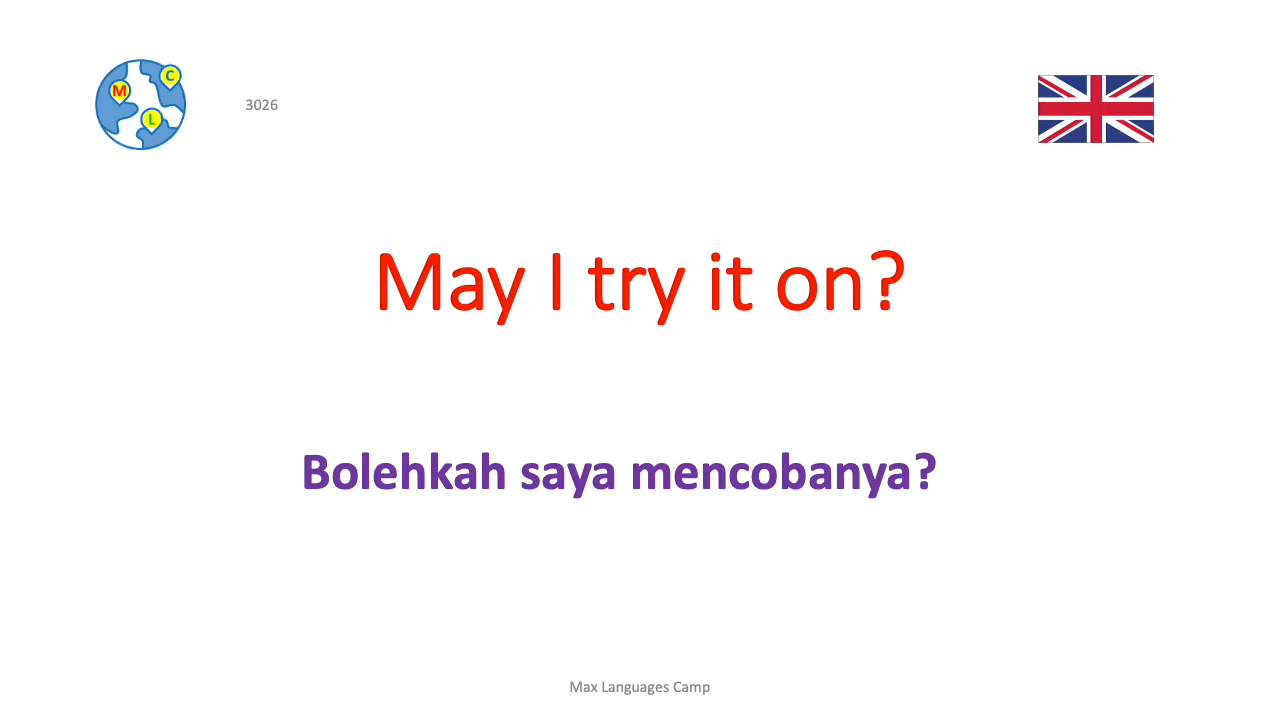 C
M
L
3026
May I try it on?
Bolehkah saya mencobanya?
Max Languages Camp